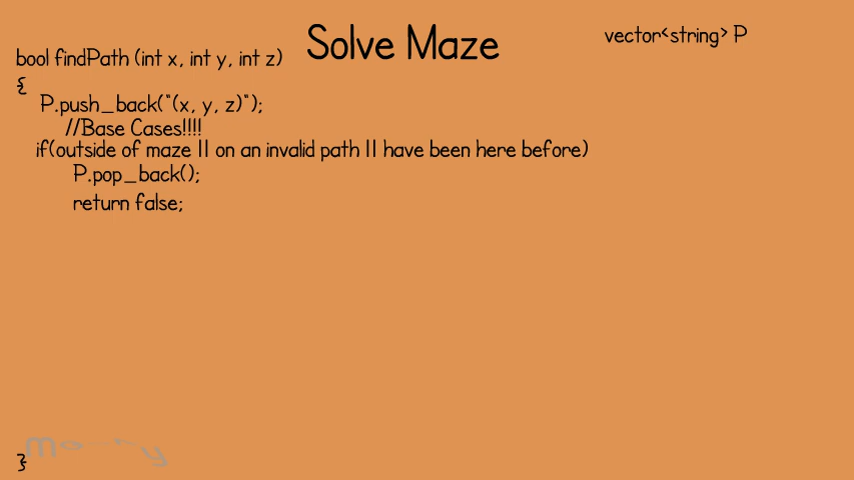 Solve Maze
vector<string> P
bool findPath (int x, int y, int z)
{
P.push_back("(x, y, z)");
//Base Cases!!!!
if(outside of maze || on an invalid path || have been here before)
P.pop_back();
return false;
}